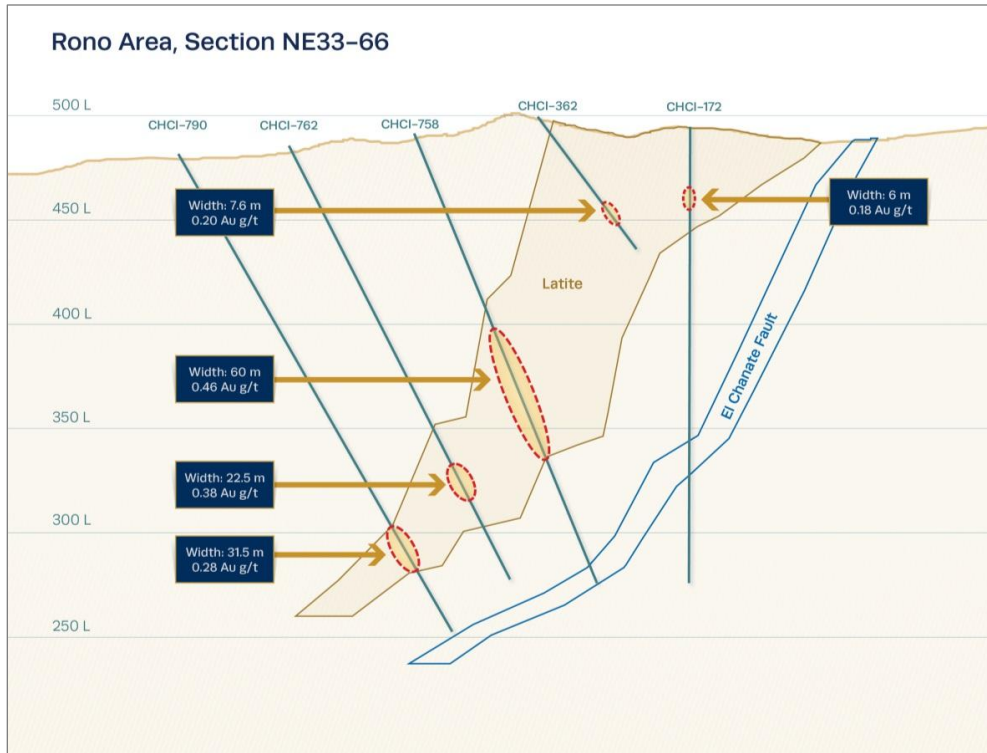 Rono Area, Section NE33-66
500 L
CHCI-790
CHCI-762
CHCI-758
CHCI-362
CHCI-172
Width: 7.6 m
0.20 Au g/t
Width: 6 m
0.18 Au g/t
450 L
Latite
400 L
El Chanate Fault
Width: 60 m
0.46 Au g/t
350 L
Width: 22.5 m
0.38 Au g/t
300 L
Width: 31.5 m
0.28 Au g/t
250 L